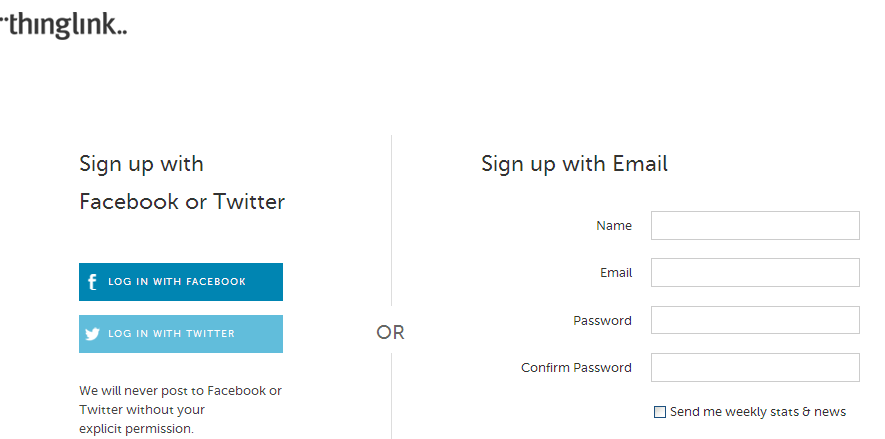 thinglink..
Sign up with
Facebook or Twitter
LOG IN WITH FACEBOOK
LOG IN WITH TWITTER
We will never post to Facebook or
Twitter without your
explicit permission.
OR
Sign up with Email
Name
Email
Password
Confirm Password
Send me weekly stats & news